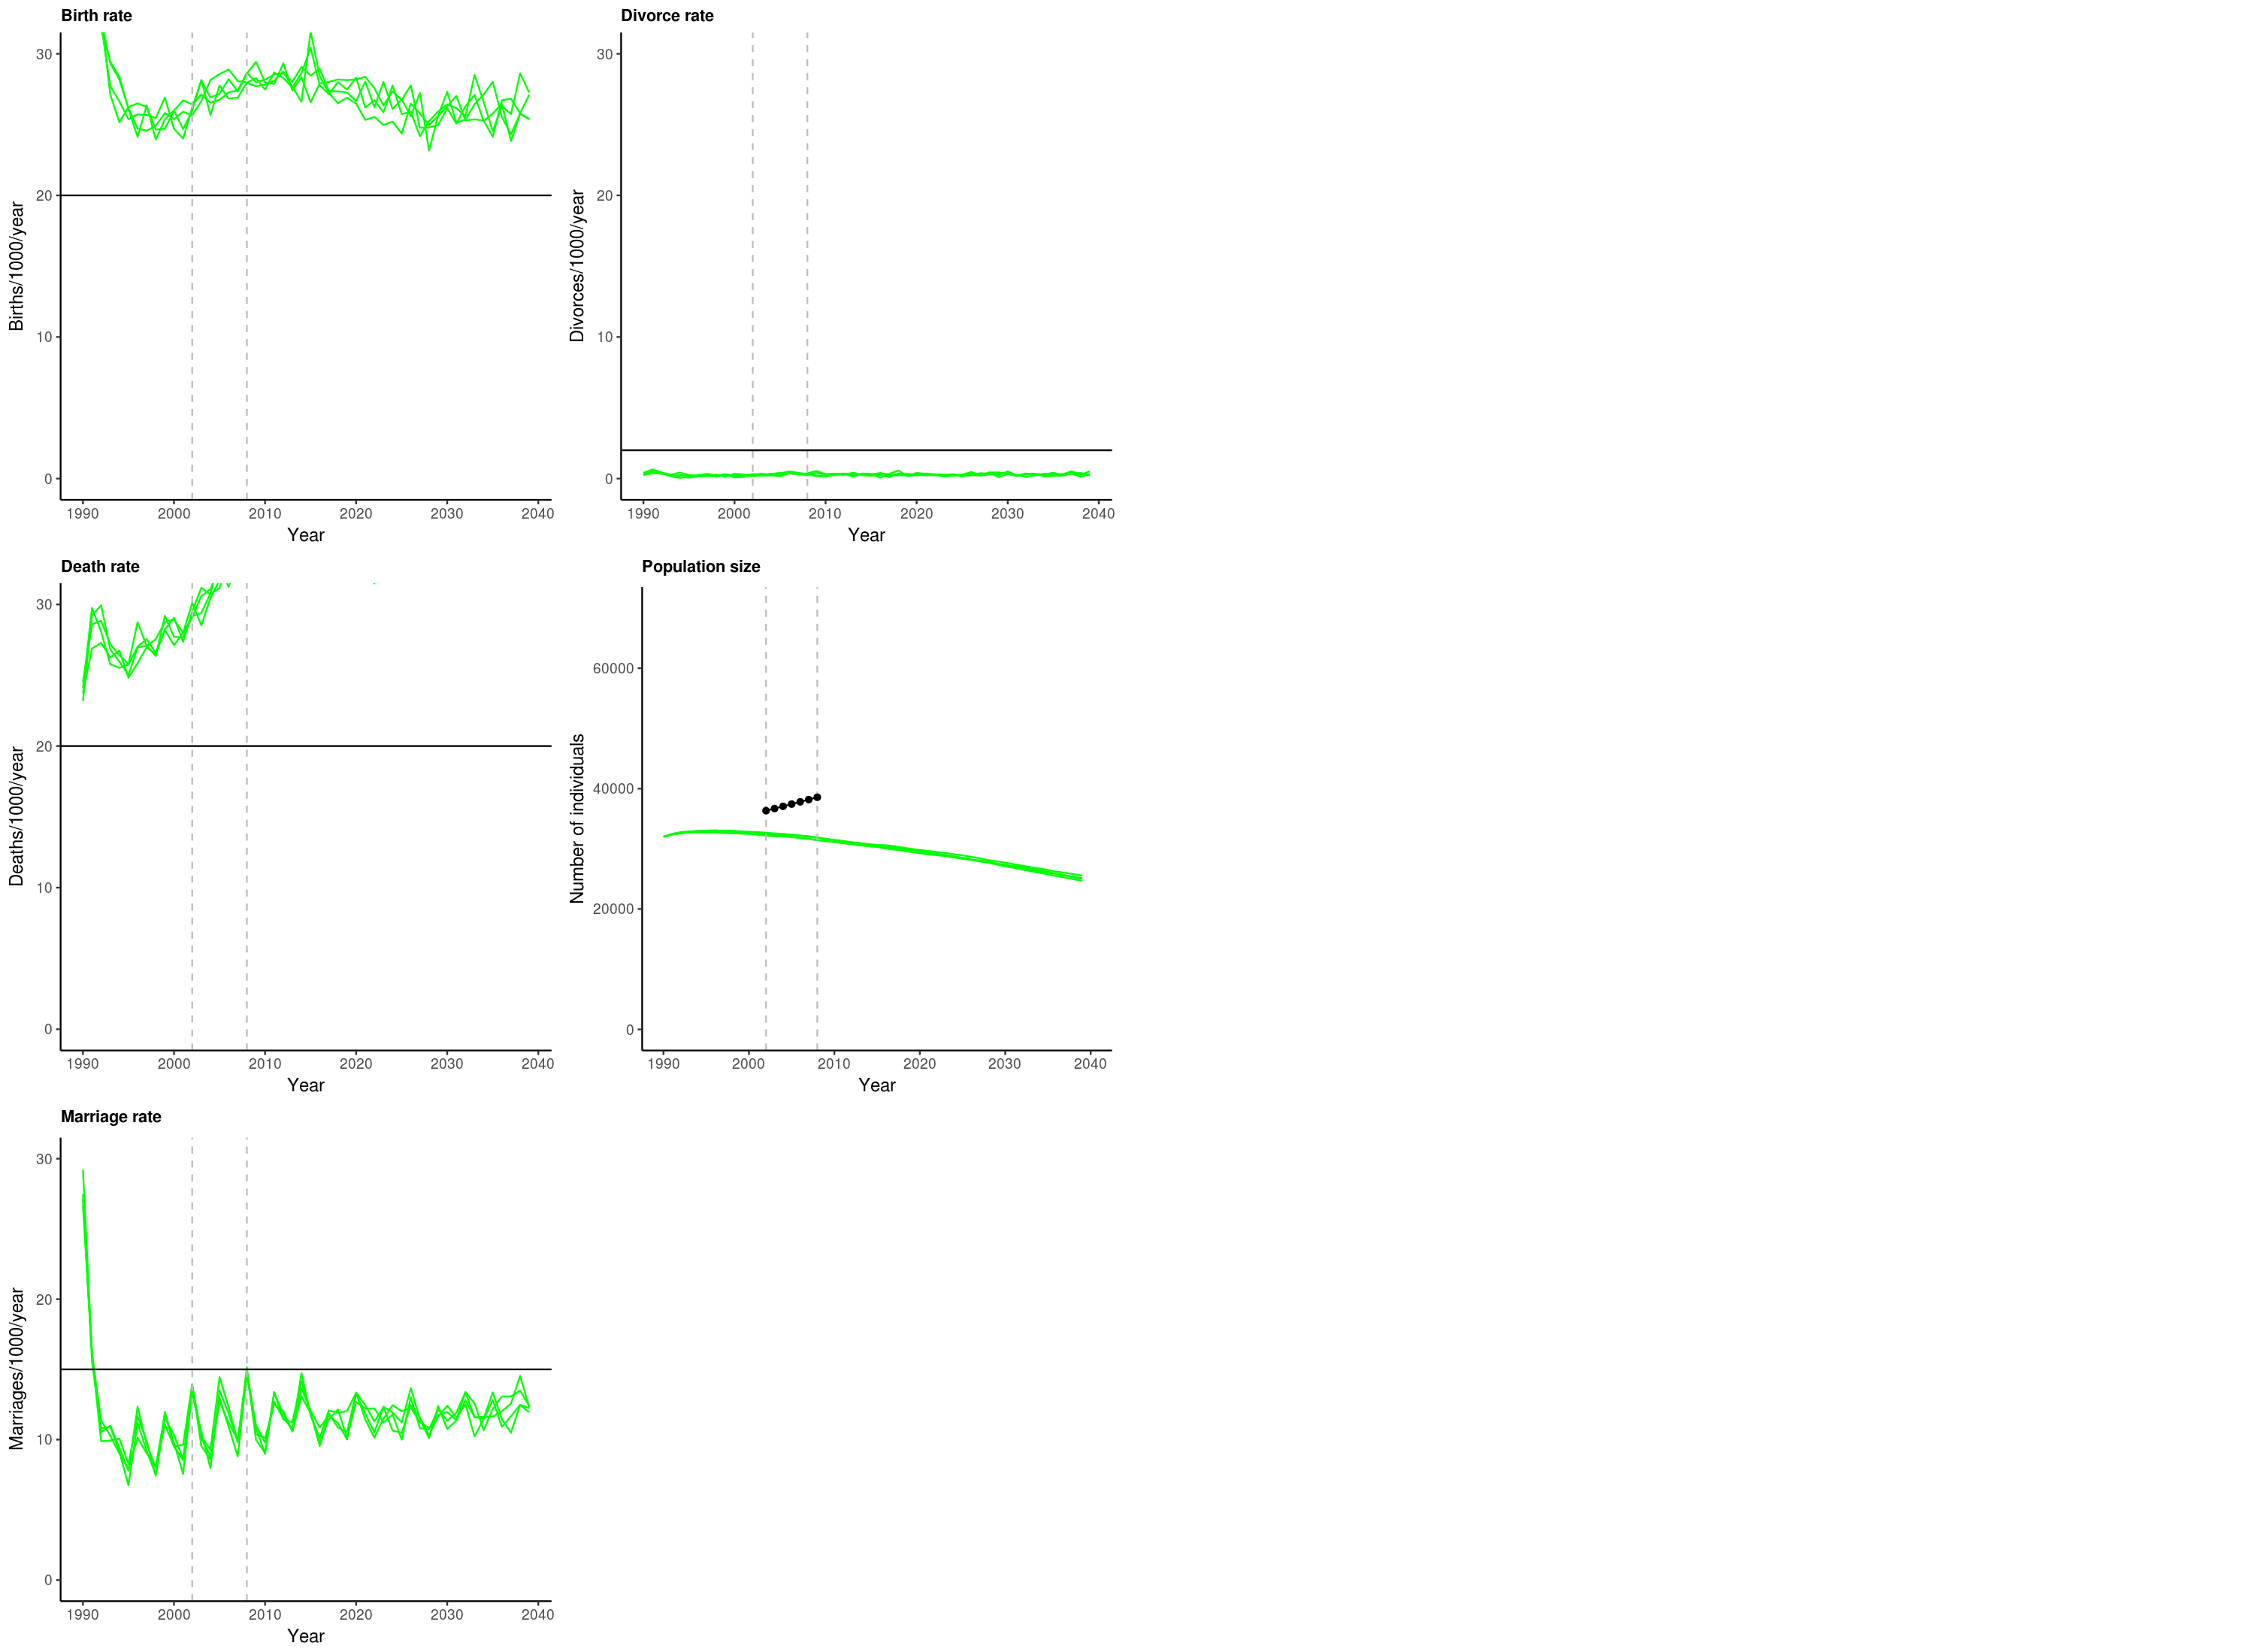 Birth rate
Births/1000/year
30
20
10
0
1990 2000 2010 2020 2030 2040
Year
Divorce rate
Divorces/1000/year
30
20
10
0
1990 2000 2010 2020 2030 2040
Year
Death rate
Deaths/1000/year
30
20
10
0
1990 2000 2010 2020 2030 2040
Year
Population size
Number of individuals
60000
40000
20000
0
1990 2000 2010 2020 2030 2040
Year
Marriage rate
Marriages/1000/year
30
20
10
0
1990 2000 2010 2020 2030 2040
Year